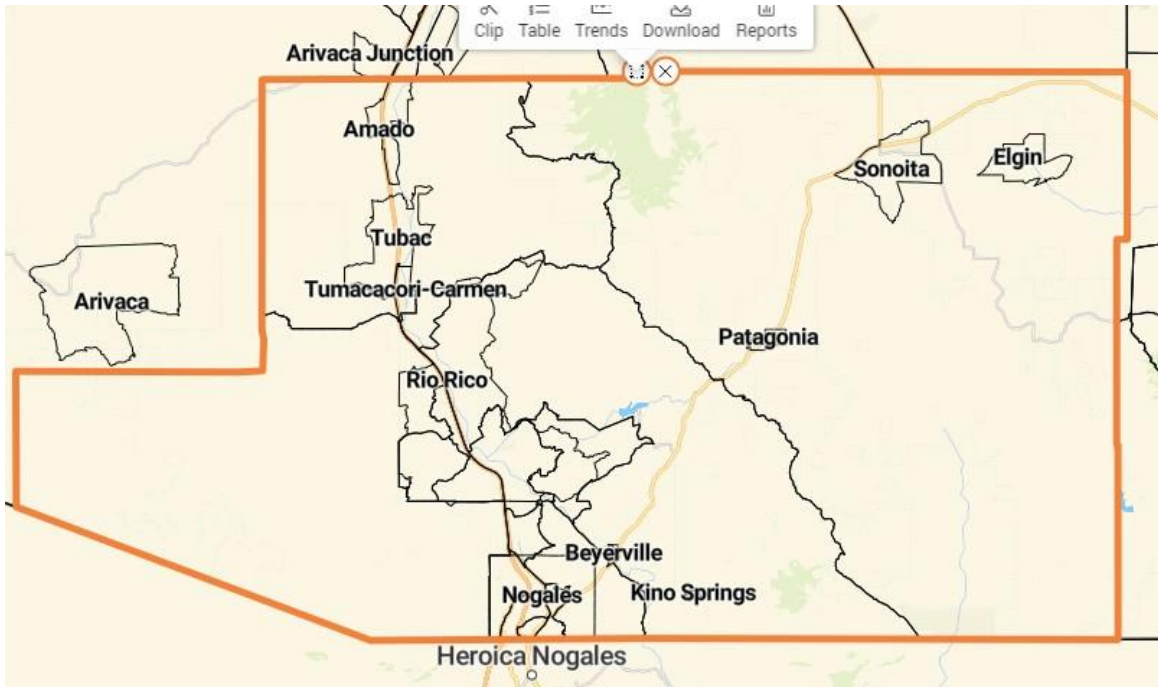 Clip Table Trends Download Reports
Arivaca Junction
Amado
Sonoita
Elgin
Tubac
Tumacacori-Carmen
Arivaca
Patagonia
Rio Rico
Beyerville
Nogales
Kino Springs
Heroica Nogales